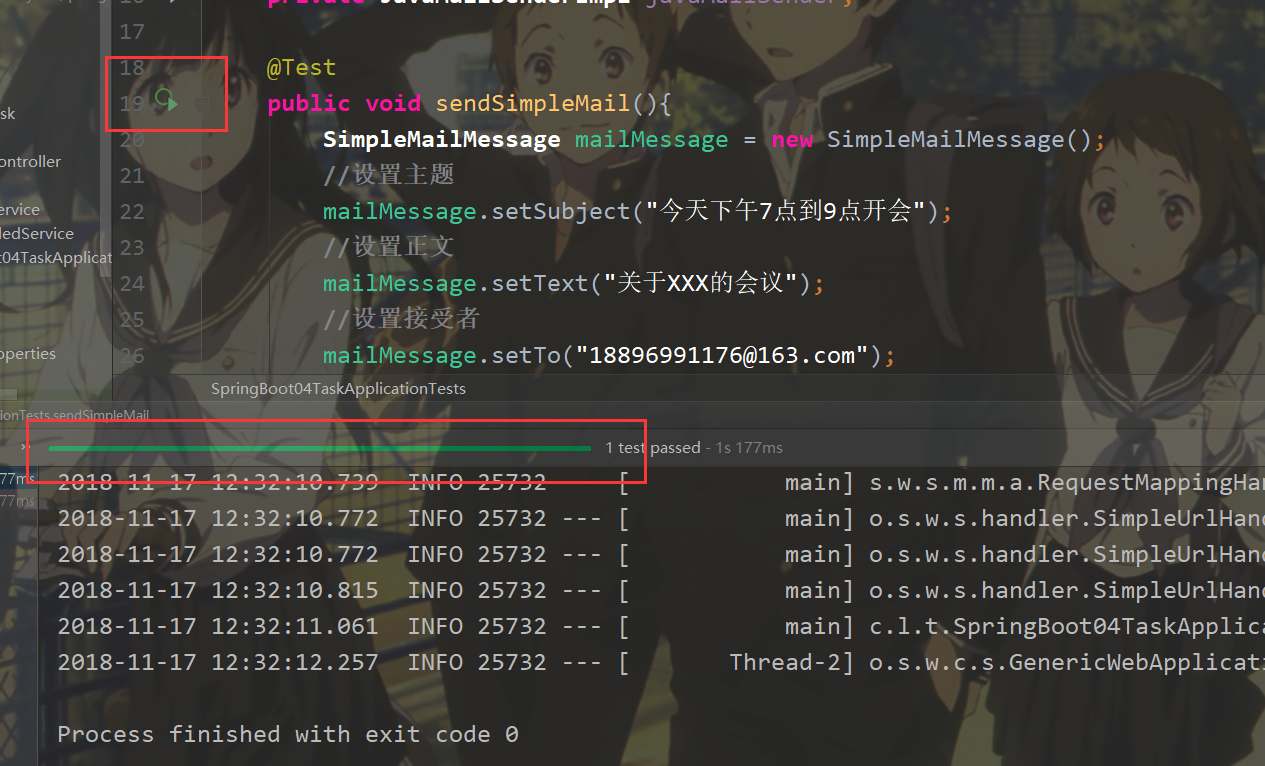 private JavaMailSenderImpl javaMailSender;
17
18 @Test
19 public void sendSimpleMail(){
20 SimpleMailMessage mailMessage = new SimpleMailMessage();
21 //设置主题
22 mailMessage.setSubject("今天下午7点到9点开会");
23 //设置正文
24 mailMessage.setText("关于XXX的会议");
25 //设置接受者
26 mailMessage.setTo("18896991176@163.com");
sk
ontroller
ervice
ledService
t04TaskApplicat
operties
SpringBoot04TaskApplicationTests
ionTests.sendSimpleMail
1 test passed - 1s 177ms
77ms
77ms
2018-11-17 12:32:10.739 INFO 25732 [ main] s.w.s.m.m.a.RequestMappingHan
2018-11-17 12:32:10.772 INFO 25732 --- [ main] o.s.w.s.handler.SimpleUrlHand
2018-11-17 12:32:10.772 INFO 25732 --- [ main] o.s.w.s.handler.SimpleUrlHand
2018-11-17 12:32:10.815 INFO 25732 --- [ main] o.s.w.s.handler.SimpleUrlHand
2018-11-17 12:32:11.061 INFO 25732 --- [ main] c.l.t.SpringBoot04TaskApplica
2018-11-17 12:32:12.257 INFO 25732 --- [ Thread-2] o.s.w.c.s.GenericWebApplicati
Process finished with exit code 0